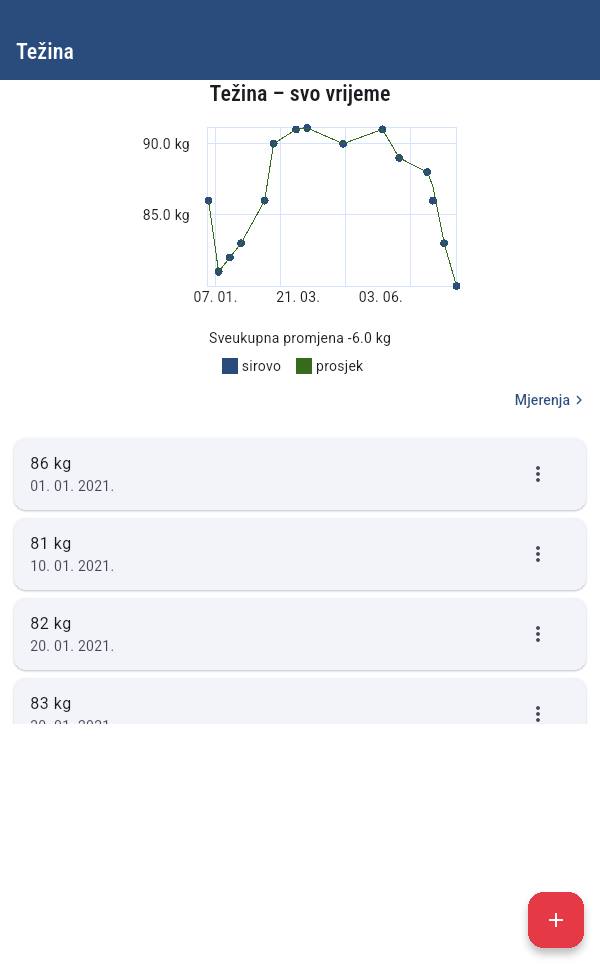 Težina
Težina – svo vrijeme
90.0 kg
85.0 kg
07. 01.
21. 03.
03. 06.
Sveukupna promjena -6.0 kg
sirovo
prosjek
Mjerenja
86 kg
01. 01. 2021.
81 kg
10. 01. 2021.
82 kg
20. 01. 2021.
83 kg